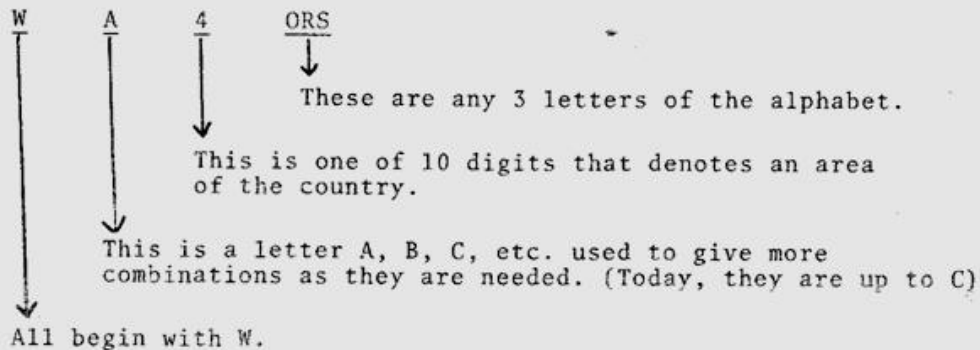 W A 4 ORS
These are any 3 letters of the alphabet.
This is one of 10 digits that denotes an area
of the country.
This is a letter A, B, C, etc. used to give more
combinations as they are needed. (Today, they are up to C)
All begin with W.